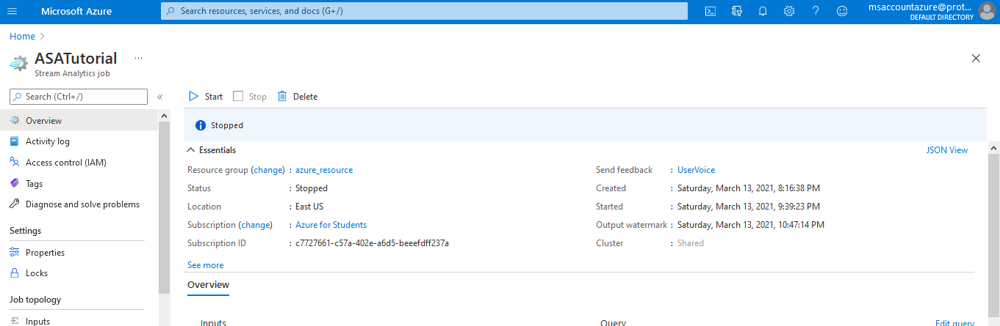 Microsoft Azure
Search resources, services, and docs (G+/)
msaccountazure@prot...
DEFAULT DIRECTORY
Home
ASATutorial
...
Stream Analytics job
Search (Ctrl+/)
«
Start
Stop
Delete
Overview
Stopped
Activity log
Essentials
JSON View
Access control (IAM)
Resource group (change) : azure_resource
Send feedback : UserVoice
Tags
Status : Stopped
Created : Saturday, March 13, 2021, 8:16:38 PM
Diagnose and solve problems
Location : East US
Started : Saturday, March 13, 2021, 9:39:23 PM
Settings
Subscription (change) : Azure for Students
Output watermark : Saturday, March 13, 2021, 10:47:14 PM
Subscription ID : c7727661-c57a-402e-a6d5-beeefdff237a
Cluster : Shared
Properties
See more
Locks
Overview
Job topology
Inputs
Inputs
Query
Edit query